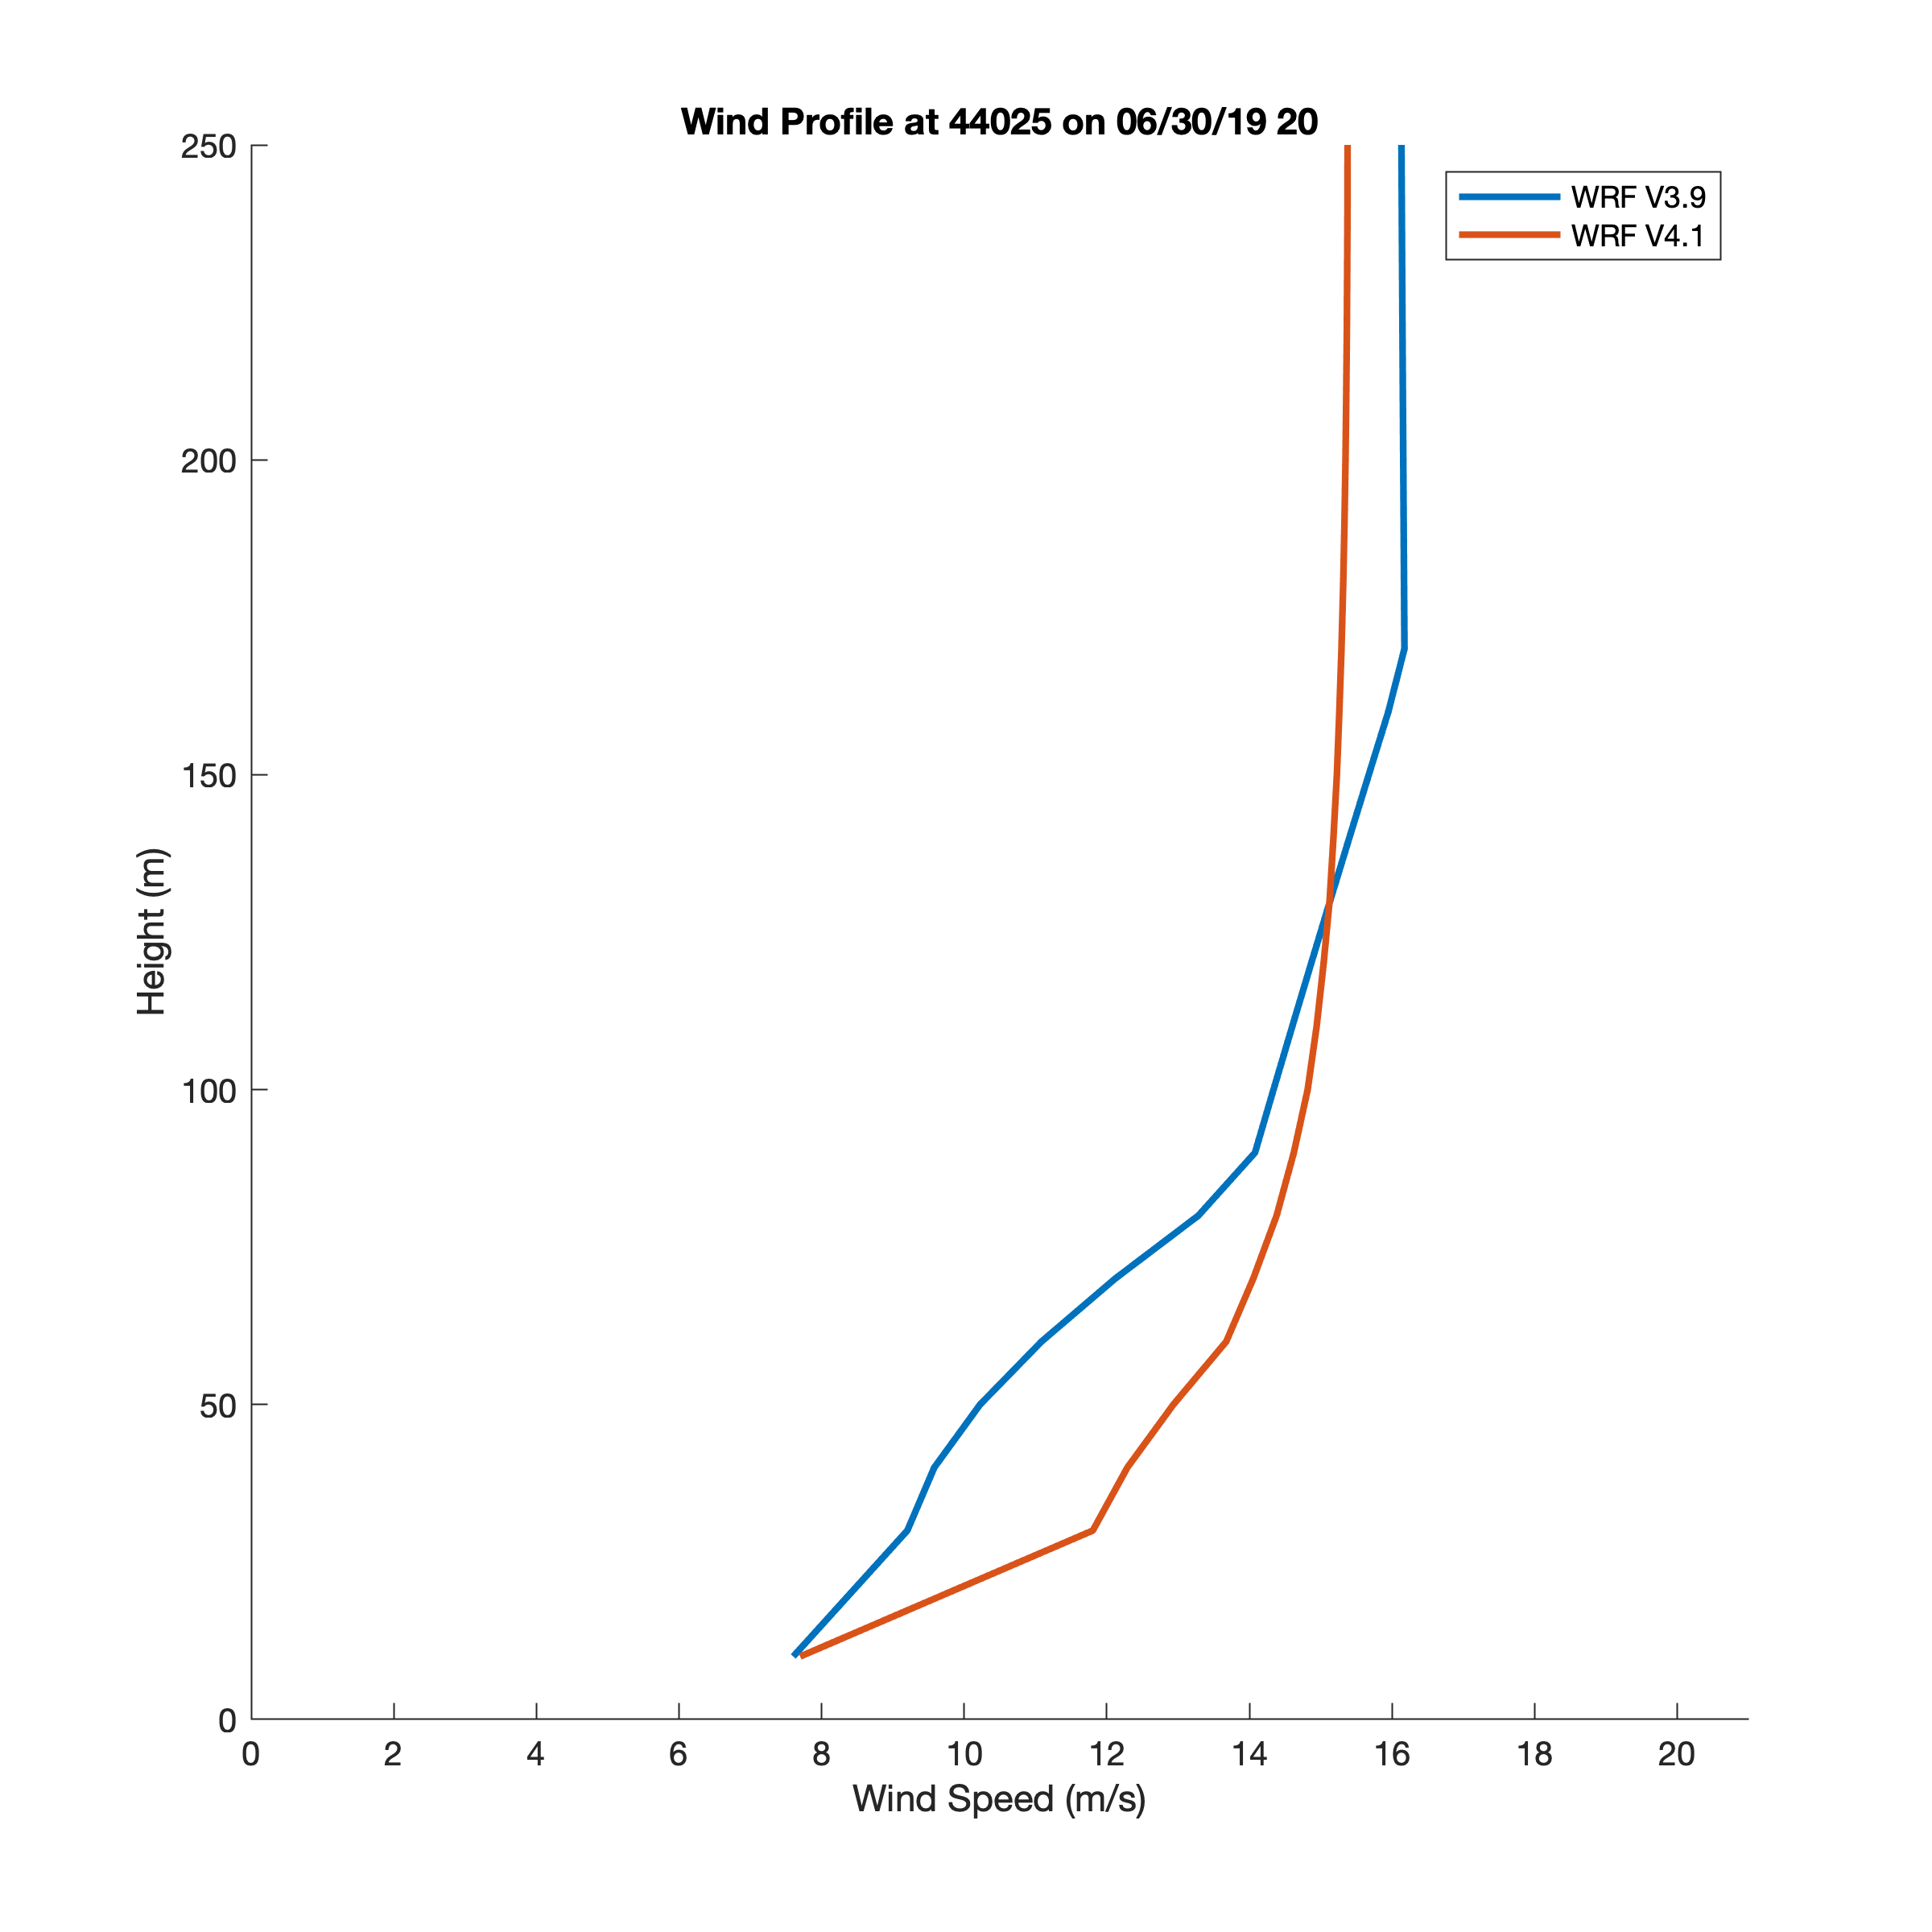 Wind Profile at 44025 on 06/30/19 20
WRF V3.9
WRF V4.1
250
200
150
100
50
0
Height (m)
0 2 4 6 8 10 12 14 16 18 20
Wind Speed (m/s)